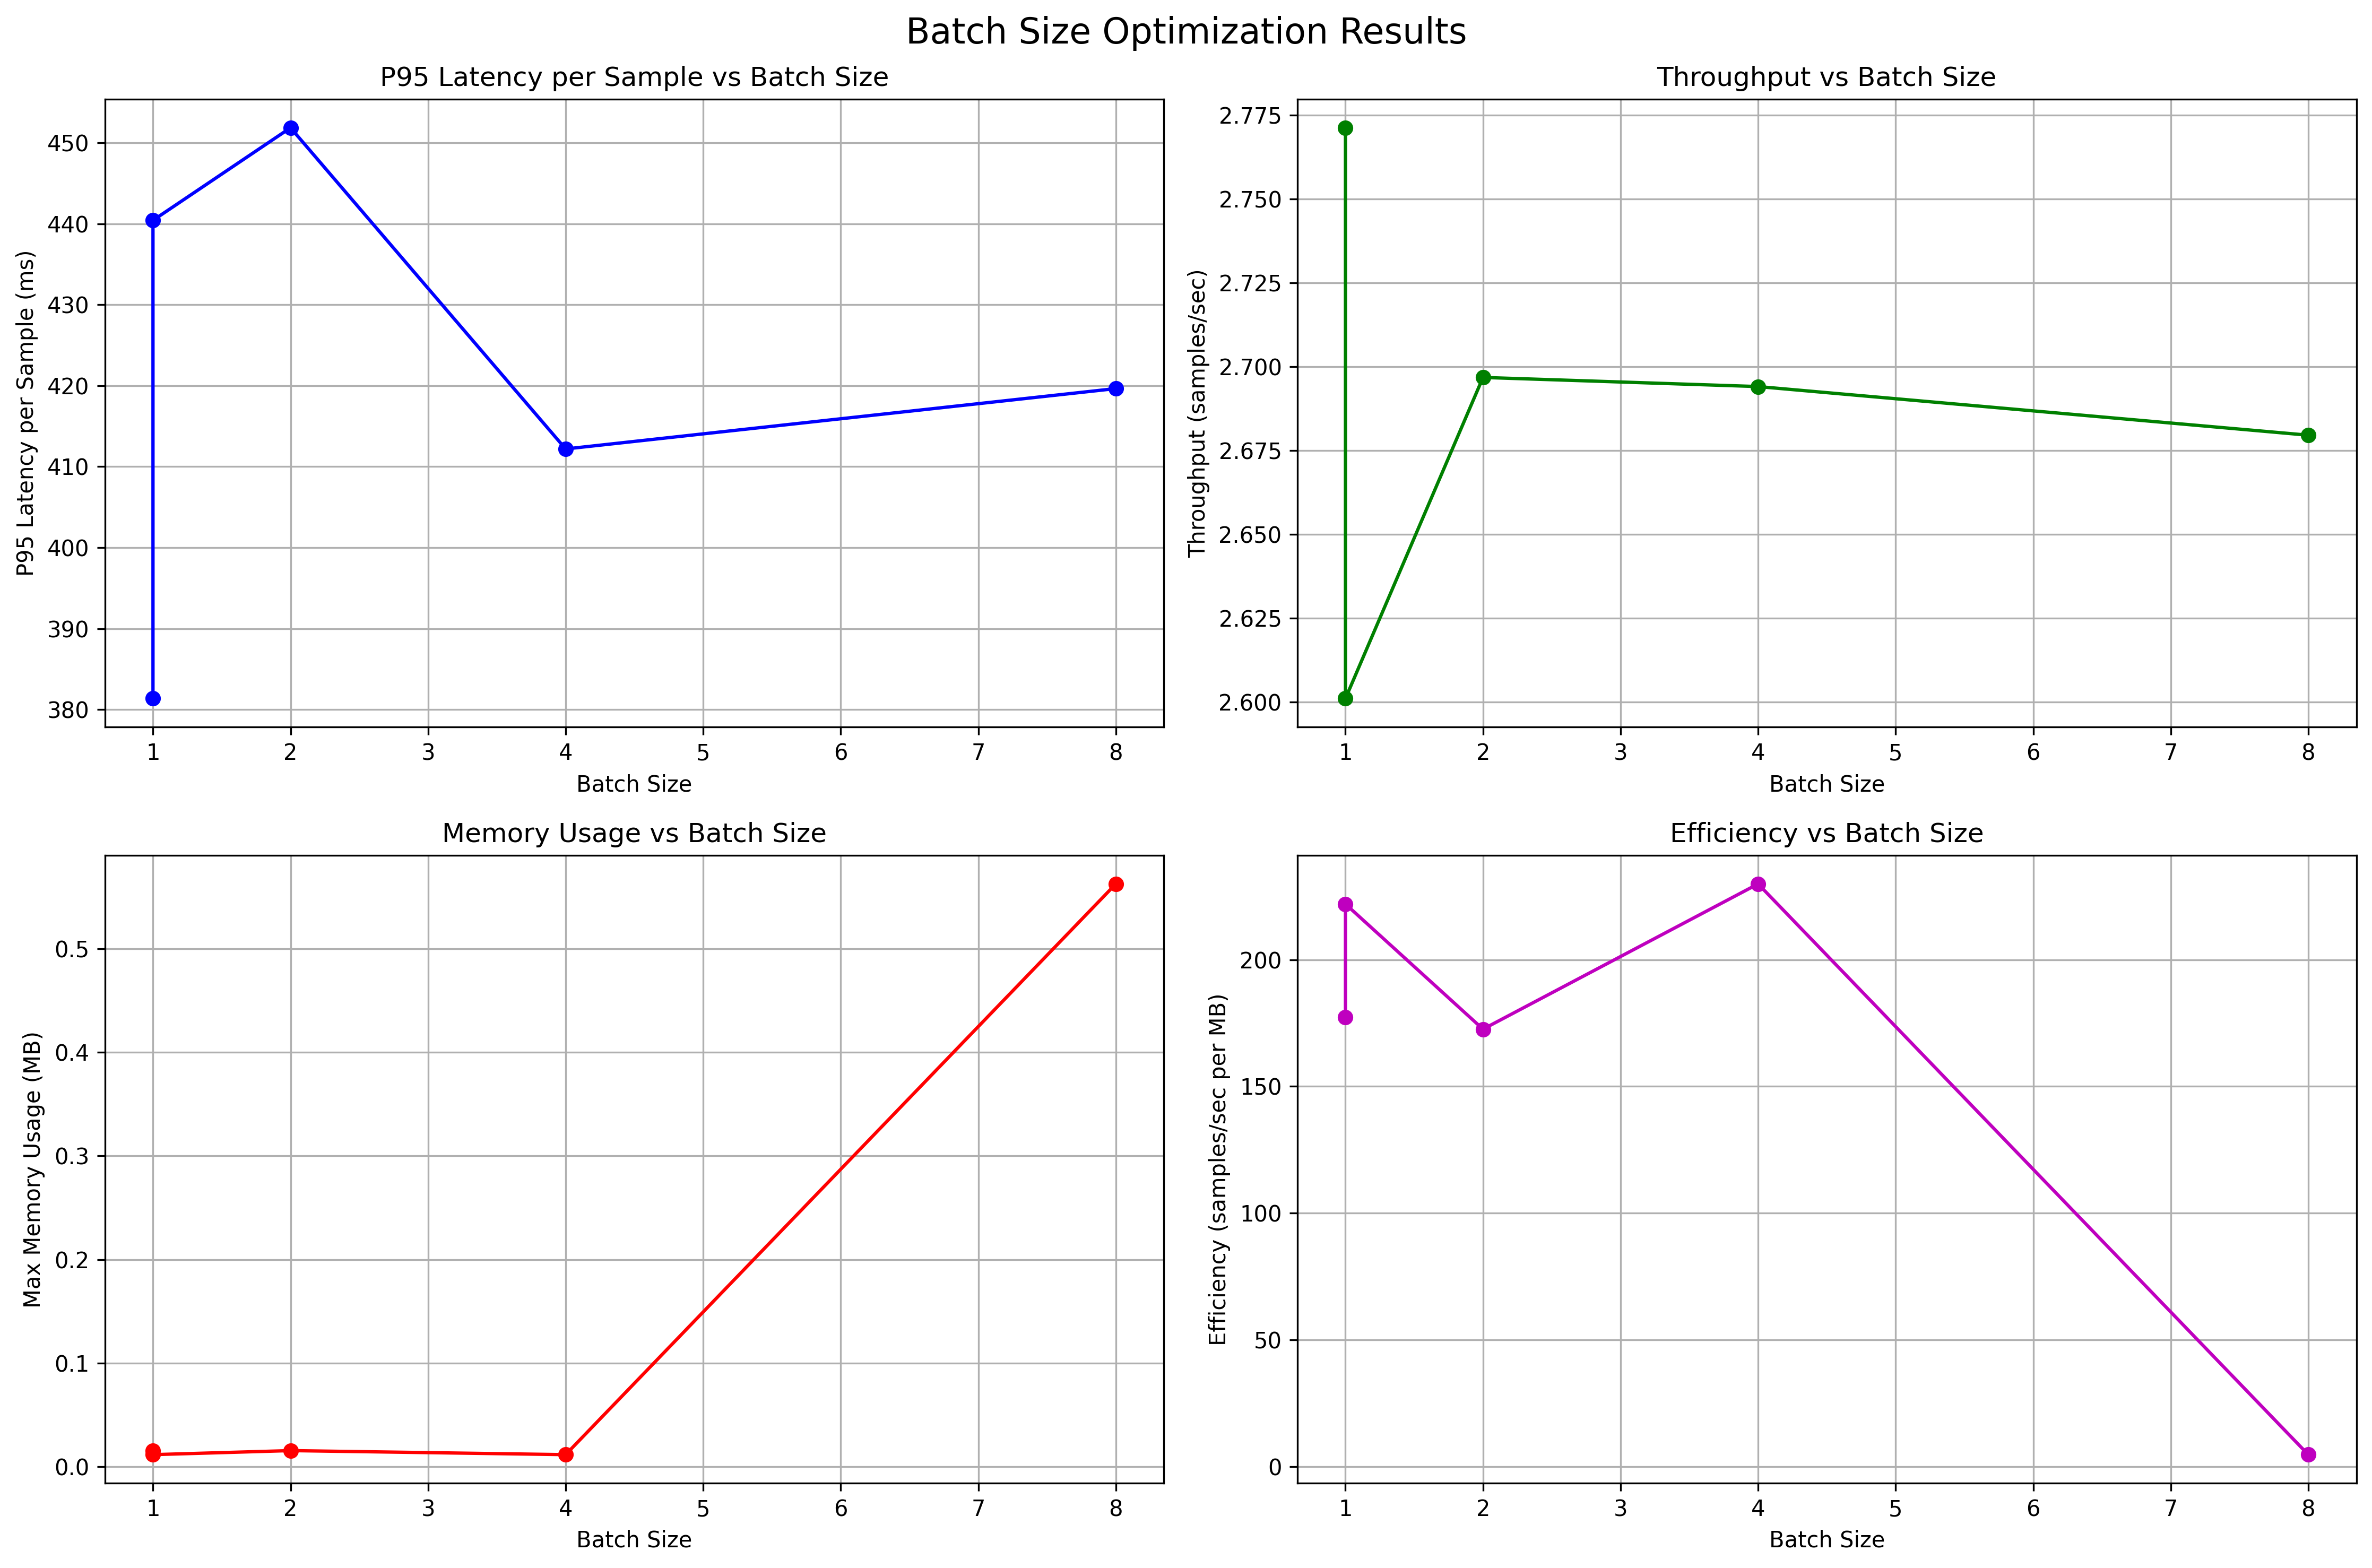 Batch Size Optimization Results
P95 Latency per Sample vs Batch Size
P95 Latency per Sample (ms)
450
440
430
420
410
400
390
380
1 2 3 4 5 6 7 8
Batch Size
Throughput vs Batch Size
Throughput (samples/sec)
2.775
2.750
2.725
2.700
2.675
2.650
2.625
2.600
1 2 3 4 5 6 7 8
Batch Size
Memory Usage vs Batch Size
Max Memory Usage (MB)
0.5
0.4
0.3
0.2
0.1
0.0
1 2 3 4 5 6 7 8
Batch Size
Efficiency vs Batch Size
Efficiency (samples/sec per MB)
200
150
100
50
0
1 2 3 4 5 6 7 8
Batch Size